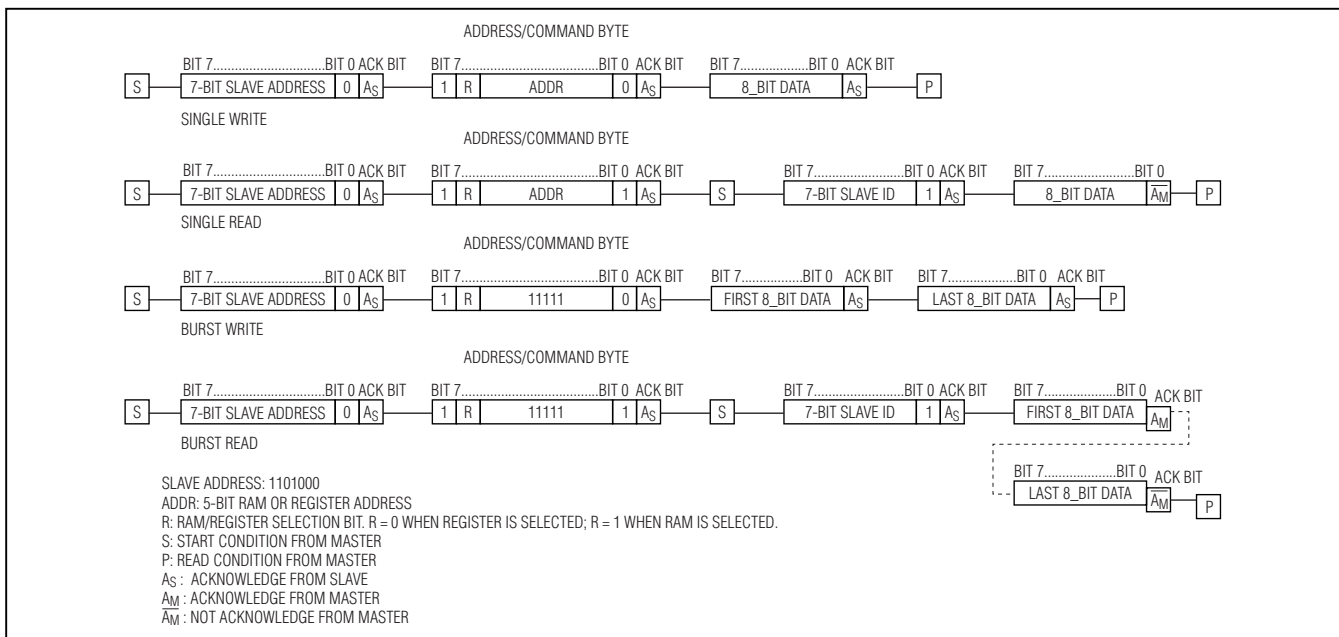 ADDRESS/COMMAND BYTE
BIT 7..............................BIT 0 ACK BIT BIT 7....................................BIT 0 ACK BIT BIT 7...................BIT 0 ACK BIT
S 7-BIT SLAVE ADDRESS 0 AS 1 R ADDR 0 AS 8_BIT DATA AS P
SINGLE WRITE
ADDRESS/COMMAND BYTE
BIT 7..............................BIT 0 ACK BIT BIT 7....................................BIT 0 ACK BIT BIT 7..............................BIT 0 ACK BIT BIT 7......................BIT 0
S 7-BIT SLAVE ADDRESS 0 AS 1 R ADDR 1 AS S 7-BIT SLAVE ID 1 AS 8_BIT DATA A̅M̅ P
SINGLE READ
ADDRESS/COMMAND BYTE
BIT 7..............................BIT 0 ACK BIT BIT 7....................................BIT 0 ACK BIT BIT 7................BIT 0 ACK BIT BIT 7................BIT 0 ACK BIT
S 7-BIT SLAVE ADDRESS 0 AS 1 R 11111 0 AS FIRST 8_BIT DATA AS LAST 8_BIT DATA AS P
BURST WRITE
ADDRESS/COMMAND BYTE
BIT 7..............................BIT 0 ACK BIT BIT 7....................................BIT 0 ACK BIT BIT 7..............................BIT 0 ACK BIT BIT 7...................BIT 0 ACK BIT
S 7-BIT SLAVE ADDRESS 0 AS 1 R 11111 1 AS S 7-BIT SLAVE ID 1 AS FIRST 8_BIT DATA AM
BURST READ
BIT 7...................BIT 0 ACK BIT
LAST 8_BIT DATA A̅M̅ P
SLAVE ADDRESS: 1101000
ADDR: 5-BIT RAM OR REGISTER ADDRESS
R: RAM/REGISTER SELECTION BIT. R = 0 WHEN REGISTER IS SELECTED; R = 1 WHEN RAM IS SELECTED.
S: START CONDITION FROM MASTER
P: READ CONDITION FROM MASTER
AS : ACKNOWLEDGE FROM SLAVE
AM : ACKNOWLEDGE FROM MASTER
A̅M̅ : NOT ACKNOWLEDGE FROM MASTER